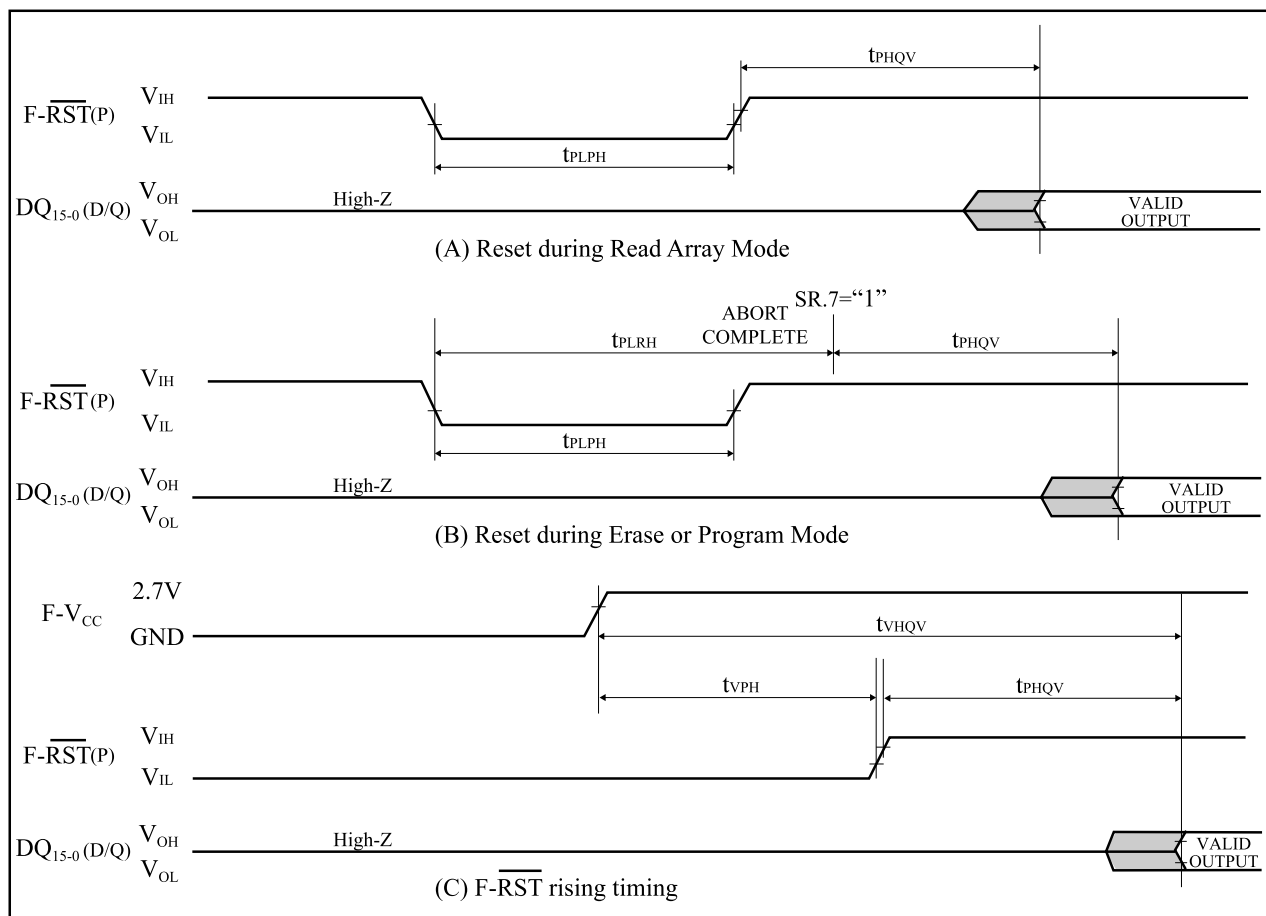 tPHQV
VIH
F-RST(P)
VIL
tPLPH
VOH
High-Z
DQ15-0 (D/Q)
VALID
OUTPUT
VOL
(A) Reset during Read Array Mode
SR.7=“1”
ABORT
COMPLETE
tPLRH
tPHQV
VIH
F-RST(P)
VIL
tPLPH
VOH
High-Z
DQ15-0 (D/Q)
VALID
OUTPUT
VOL
(B) Reset during Erase or Program Mode
2.7V
F-VCC
GND
tVHQV
tVPH
tPHQV
VIH
F-RST(P)
VIL
VOH
High-Z
DQ15-0 (D/Q)
VALID
OUTPUT
VOL
(C) F-RST rising timing